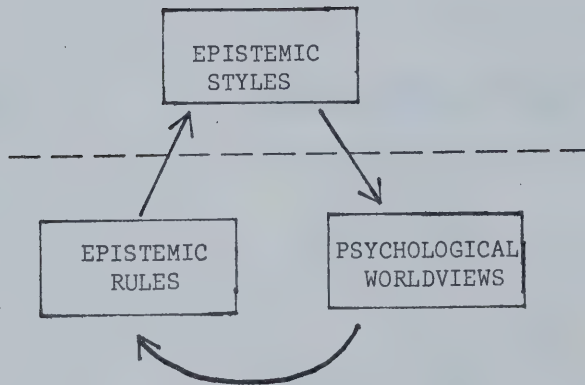 EPISTEMIC
STYLES
EPISTEMIC
RULES
PSYCHOLOGICAL
WORLDVIEWS